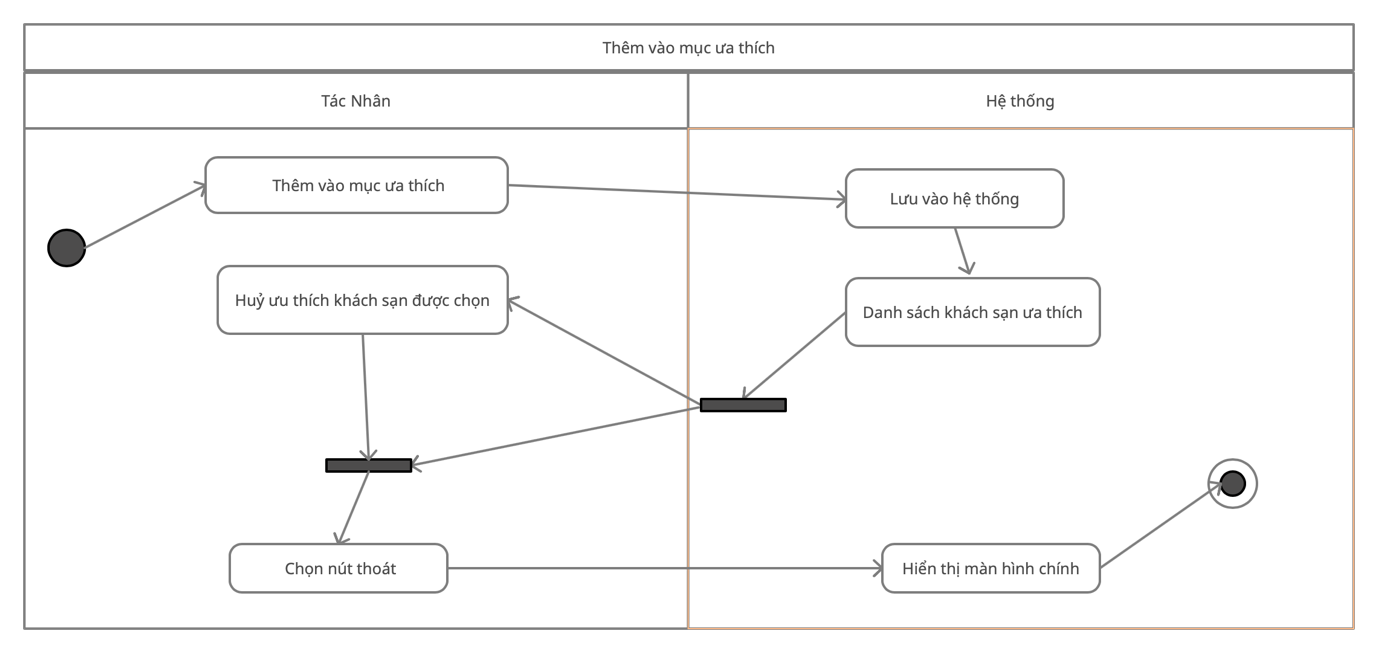 Thêm vào mục ưa thích
Tác Nhân
Hệ thống
Thêm vào mục ưa thích
Lưu vào hệ thống
Huỷ ưu thích khách sạn được chọn
Danh sách khách sạn ưa thích
Chọn nút thoát
Hiển thị màn hình chính